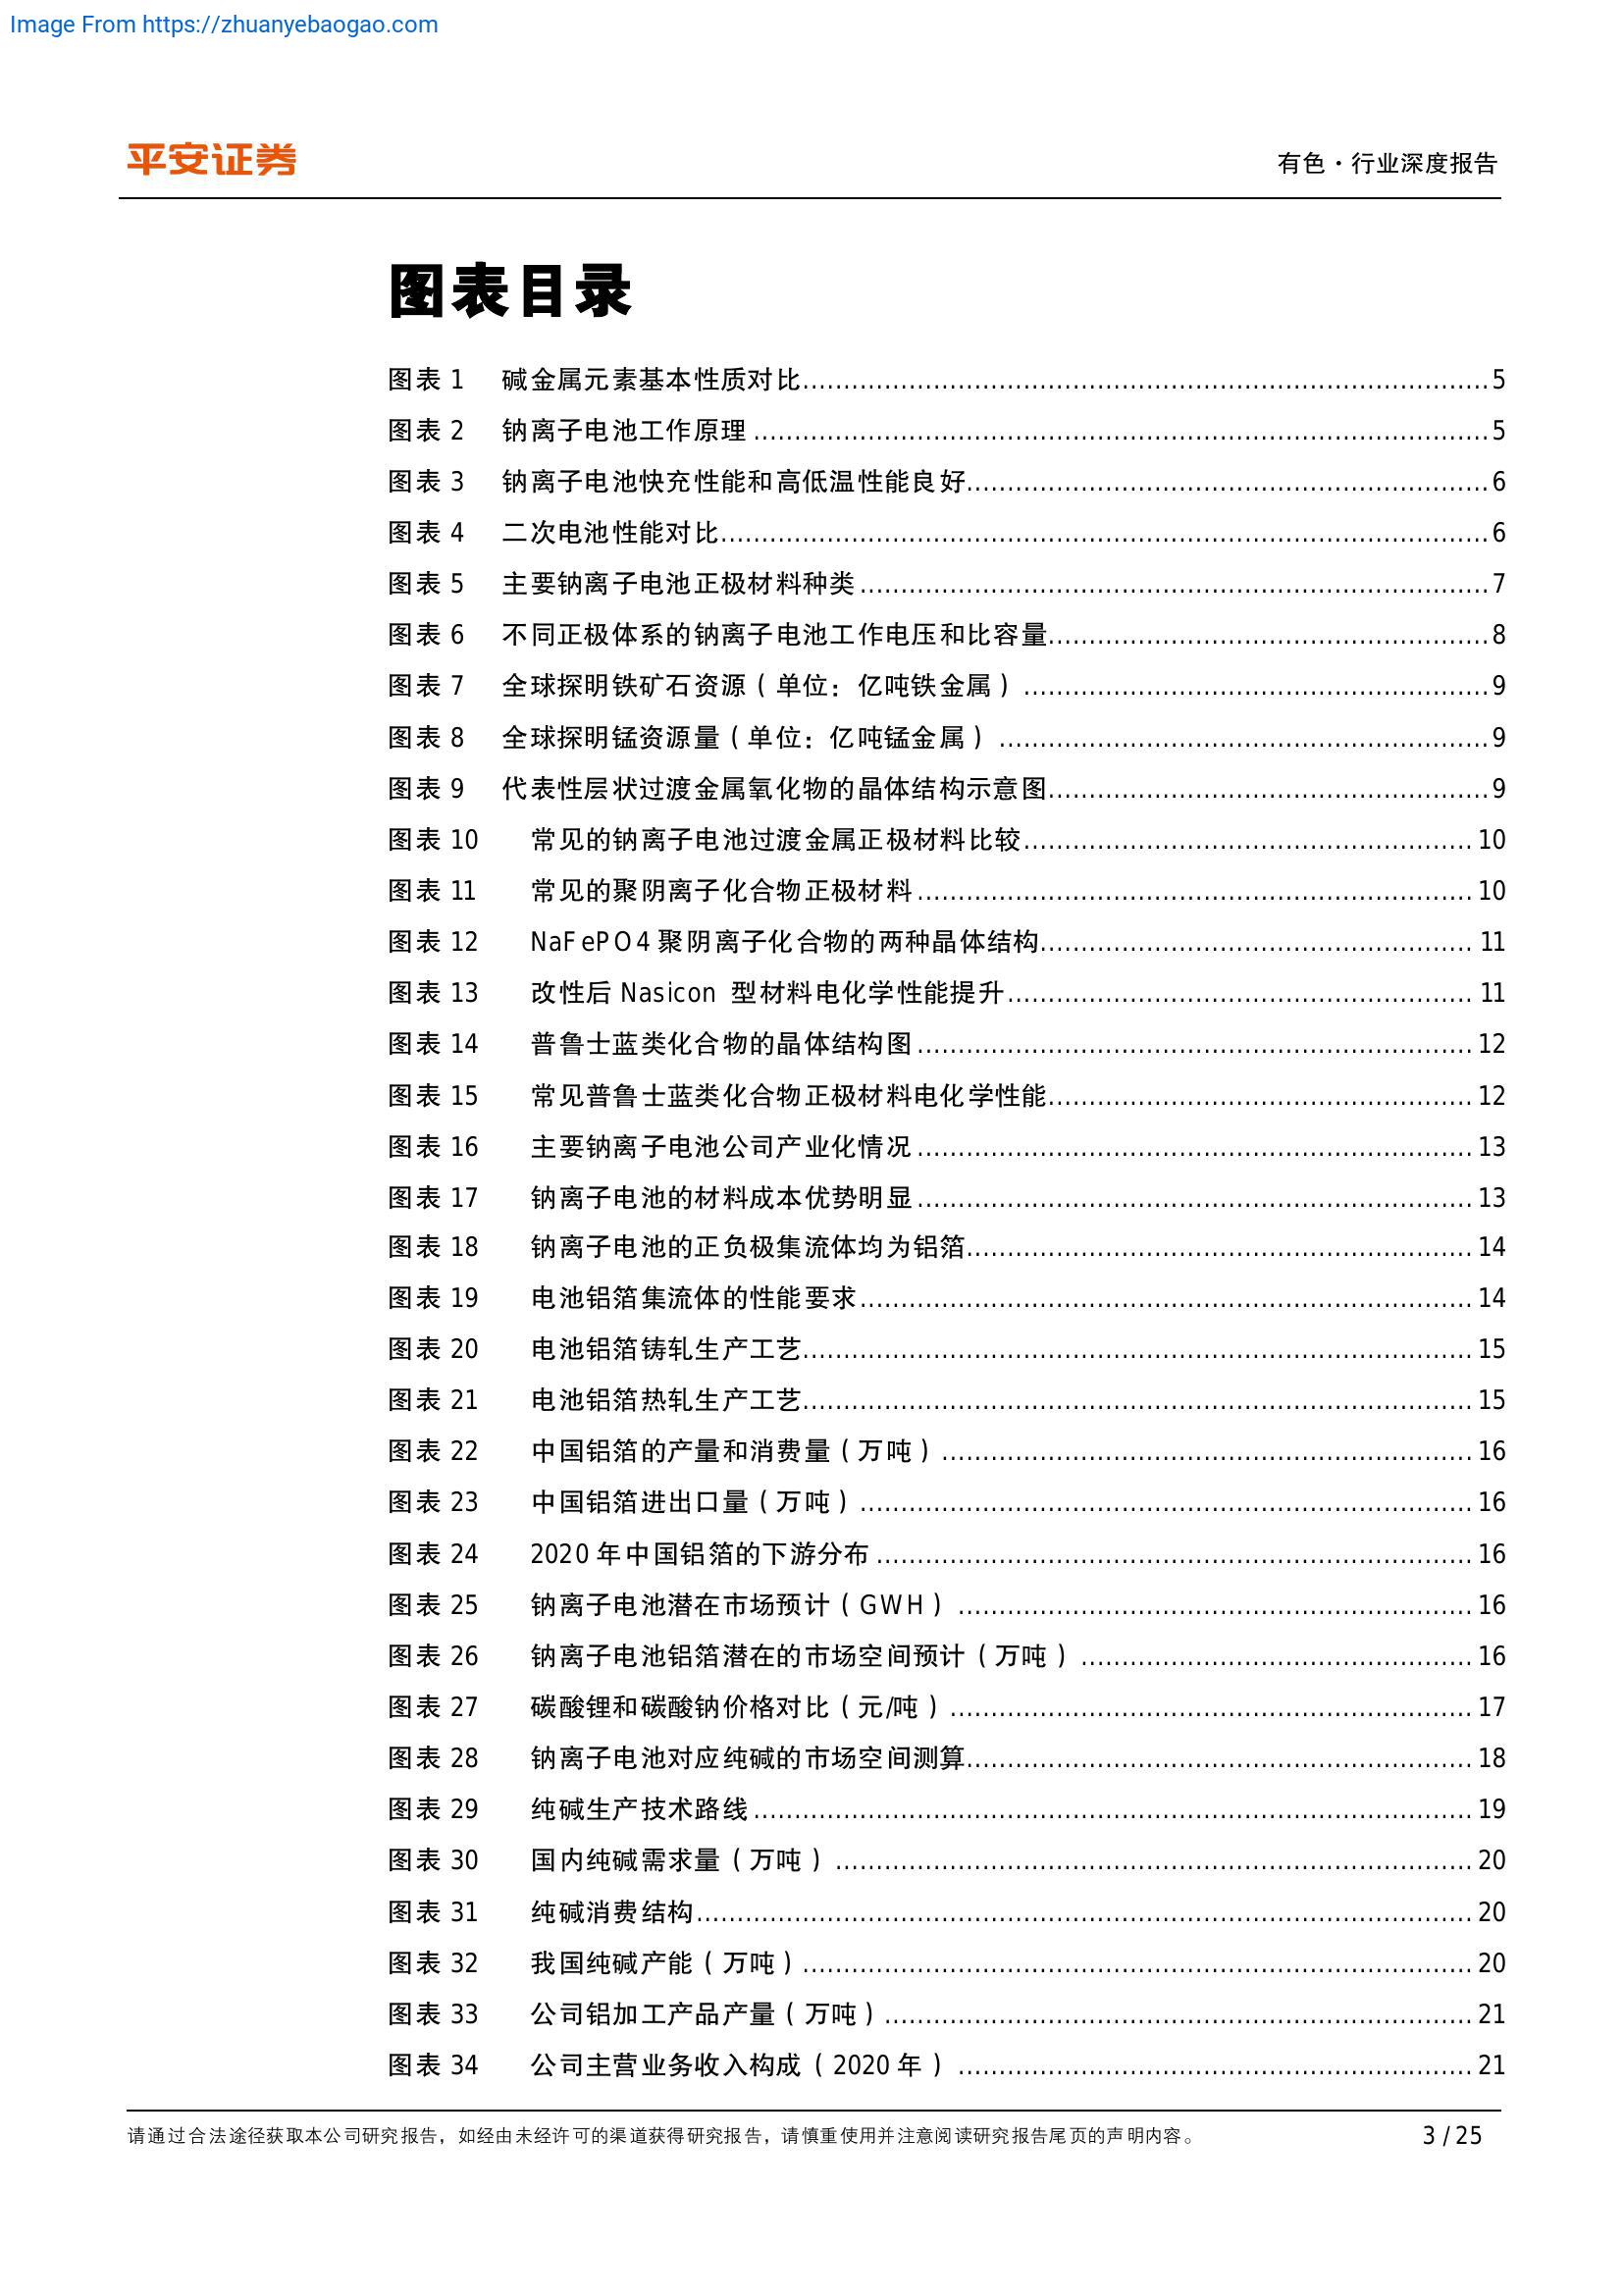 Image From https://zhuanyebaogao.com
平安证券
有色·行业深度报告
图表目录
图表 1 碱金属元素基本性质对比 5
图表 2 钠离子电池工作原理 5
图表 3 钠离子电池快充性能和高低温性能良好 6
图表 4 二次电池性能对比 6
图表 5 主要钠离子电池正极材料种类 7
图表 6 不同正极体系的钠离子电池工作电压和比容量 8
图表 7 全球探明铁矿石资源（单位：亿吨铁金属） 9
图表 8 全球探明锰资源量（单位：亿吨锰金属） 9
图表 9 代表性层状过渡金属氧化物的晶体结构示意图 9
图表 10 常见的钠离子电池过渡金属正极材料比较 10
图表 11 常见的聚阴离子化合物正极材料 10
图表 12 NaFePO4 聚阴离子化合物的两种晶体结构 11
图表 13 改性后 Nasicon 型材料电化学性能提升 11
图表 14 普鲁士蓝类化合物的晶体结构图 12
图表 15 常见普鲁士蓝类化合物正极材料电化学性能 12
图表 16 主要钠离子电池公司产业化情况 13
图表 17 钠离子电池的材料成本优势明显 13
图表 18 钠离子电池的正负极集流体均为铝箔 14
图表 19 电池铝箔集流体的性能要求 14
图表 20 电池铝箔铸轧生产工艺 15
图表 21 电池铝箔热轧生产工艺 15
图表 22 中国铝箔的产量和消费量（万吨） 16
图表 23 中国铝箔进出口量（万吨） 16
图表 24 2020 年中国铝箔的下游分布 16
图表 25 钠离子电池潜在市场预计（GWH） 16
图表 26 钠离子电池铝箔潜在的市场空间预计（万吨） 16
图表 27 碳酸锂和碳酸钠价格对比（元/吨） 17
图表 28 钠离子电池对应纯碱的市场空间测算 18
图表 29 纯碱生产技术路线 19
图表 30 国内纯碱需求量（万吨） 20
图表 31 纯碱消费结构 20
图表 32 我国纯碱产能（万吨） 20
图表 33 公司铝加工产品产量（万吨） 21
图表 34 公司主营业务收入构成（2020 年） 21
请通过合法途径获取本公司研究报告，如经由未经许可的渠道获得研究报告，请慎重使用并注意阅读研究报告尾页的声明内容。
3 / 25